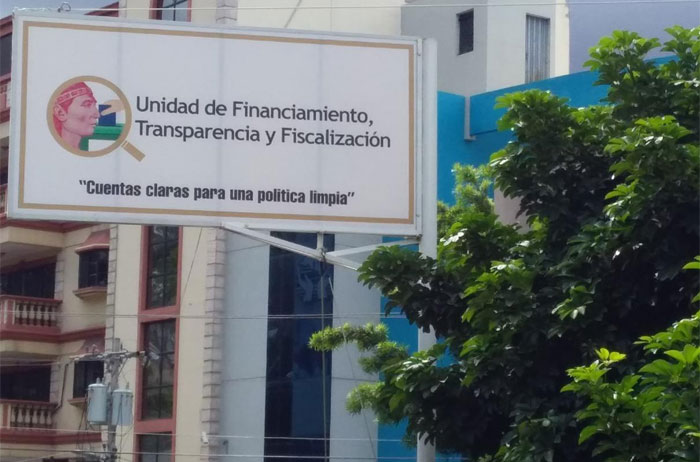 Unidad de Financiamiento,
Transparencia y Fiscalización
"Cuentas claras para una politica limpia"